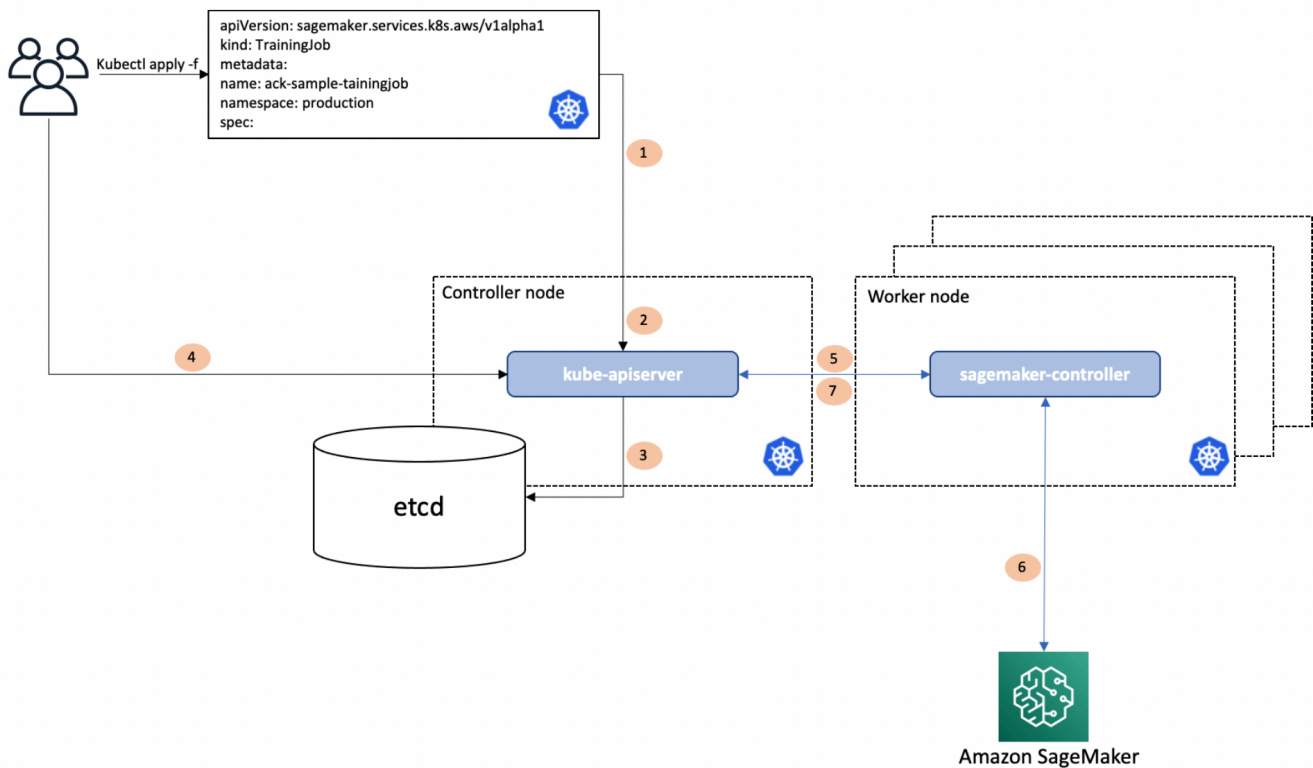 Kubectl apply -f
apiVersion: sagemaker.services.k8s.aws/v1alpha1
kind: TrainingJob
metadata:
name: ack-sample-tainingjob
namespace: production
spec:
1
Controller node
Worker node
2
4
kube-apiserver
5
7
sagemaker-controller
3
etcd
6
Amazon SageMaker